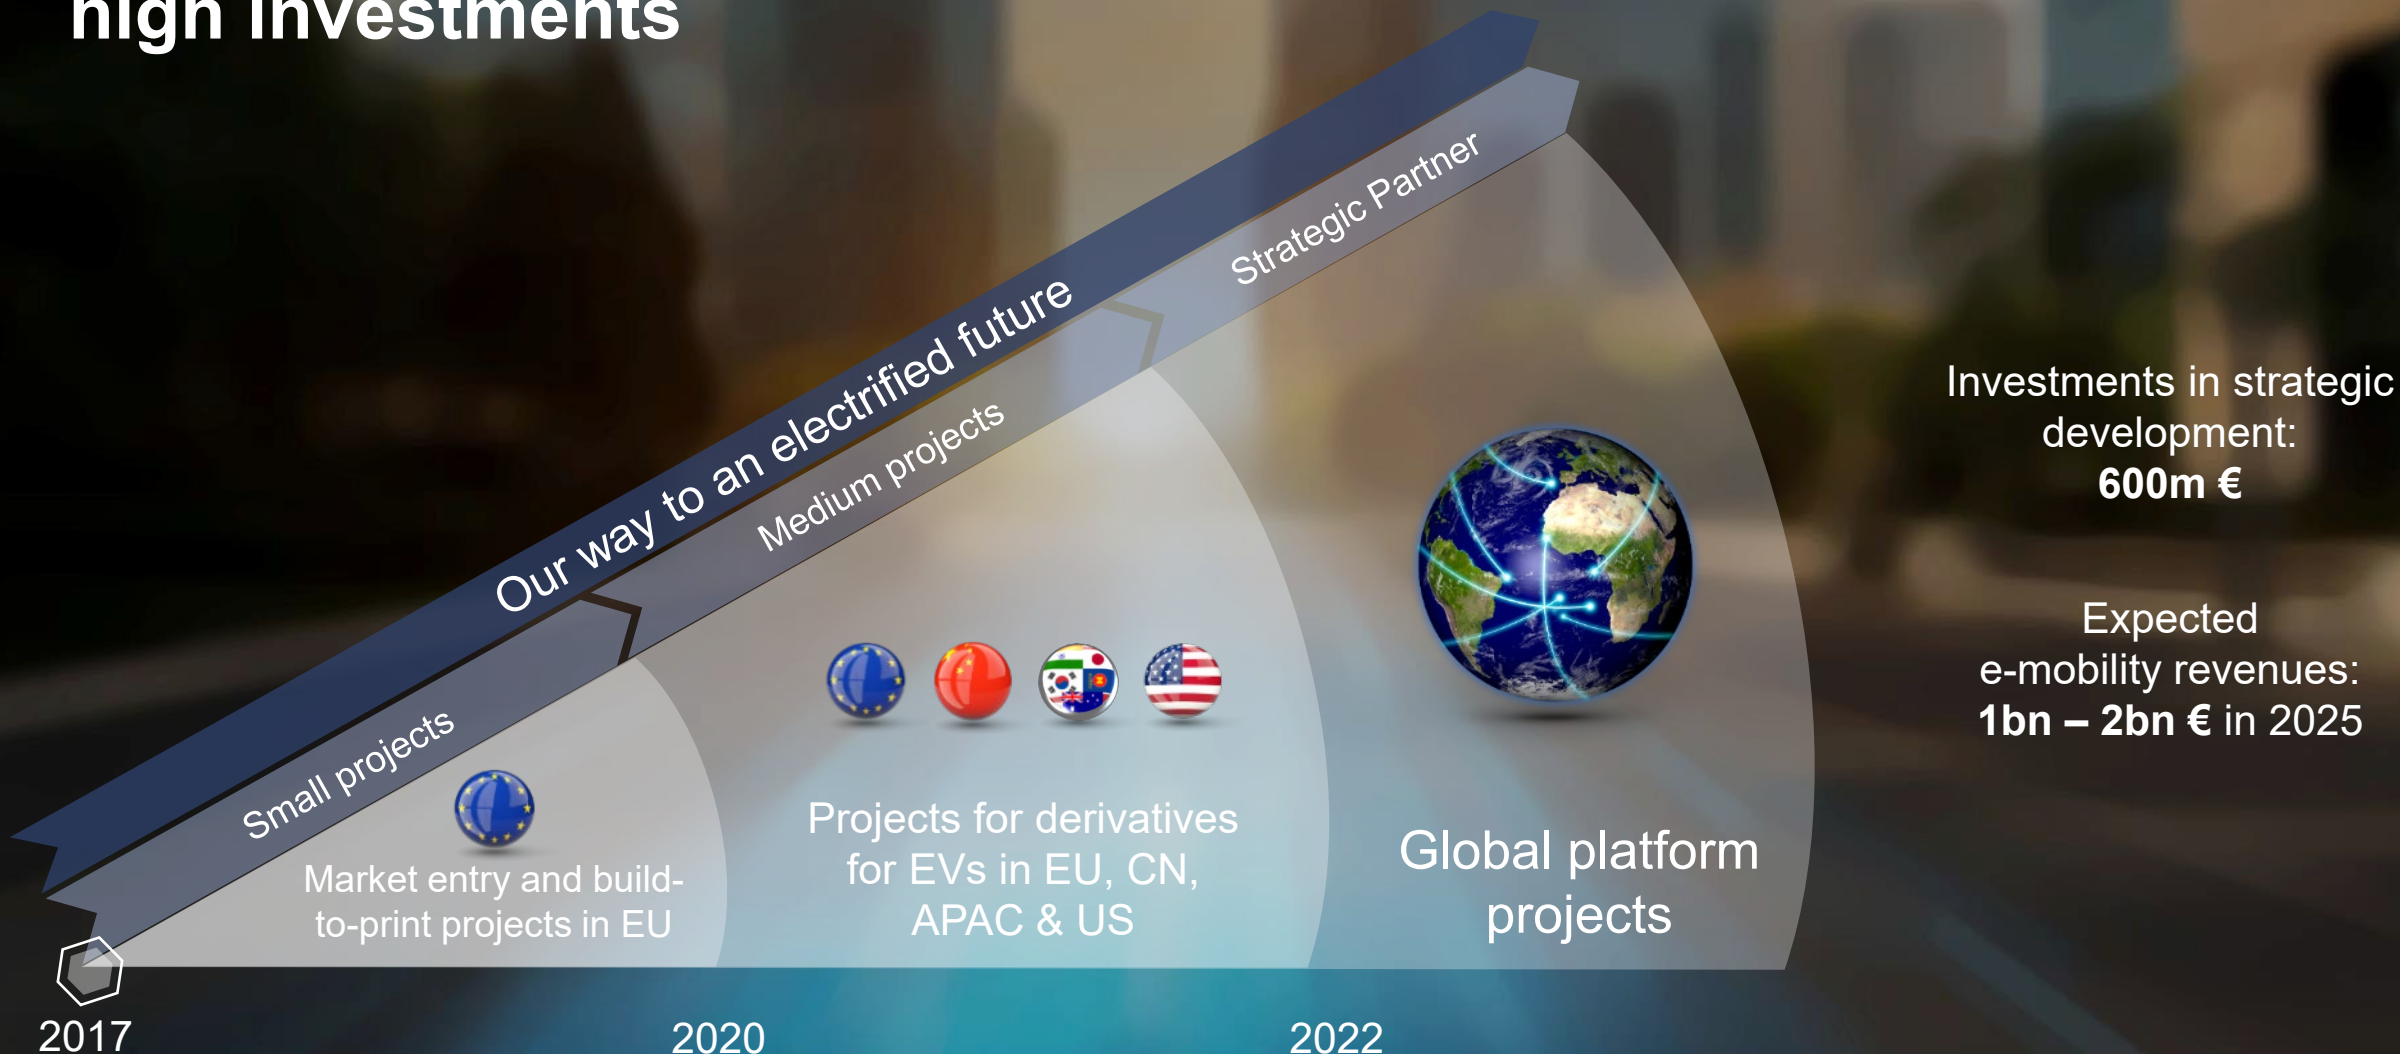 high investments
Our way to an electrified future
Small projects
Medium projects
Strategic Partner
Market entry and build-
to-print projects in EU
Projects for derivatives
for EVs in EU, CN,
APAC & US
Global platform
projects
Investments in strategic
development:
600m €
Expected
e-mobility revenues:
1bn – 2bn € in 2025
2017
2020
2022